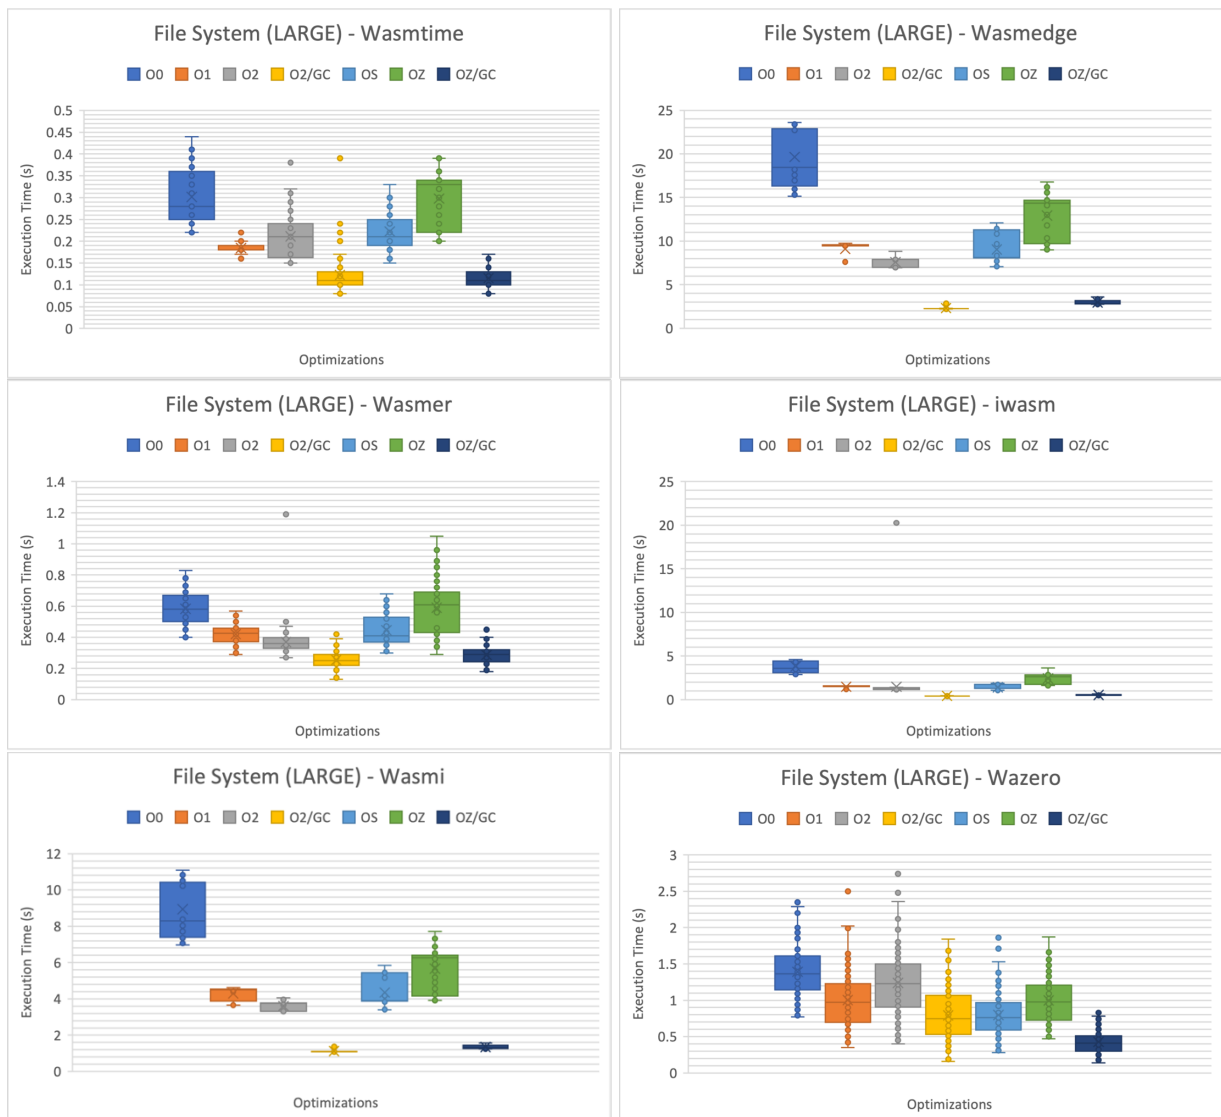 File System (LARGE) - Wasmtime
O0 O1 O2 O2/GC OS OZ OZ/GC
Execution Time (s)
0.5
0.45
0.4
0.35
0.3
0.25
0.2
0.15
0.1
0.05
0
Optimizations
File System (LARGE) - Wasmedge
O0 O1 O2 O2/GC OS OZ OZ/GC
Execution Time (s)
25
20
15
10
5
0
Optimizations
File System (LARGE) - Wasmer
O0 O1 O2 O2/GC OS OZ OZ/GC
Execution Time (s)
1.4
1.2
1
0.8
0.6
0.4
0.2
0
Optimizations
File System (LARGE) - iwasm
O0 O1 O2 O2/GC OS OZ OZ/GC
Execution Time (s)
25
20
15
10
5
0
Optimizations
File System (LARGE) - Wasmi
O0 O1 O2 O2/GC OS OZ OZ/GC
Execution Time (s)
12
10
8
6
4
2
0
Optimizations
File System (LARGE) - Wazero
O0 O1 O2 O2/GC OS OZ OZ/GC
Execution Time (s)
3
2.5
2
1.5
1
0.5
0
Optimizations